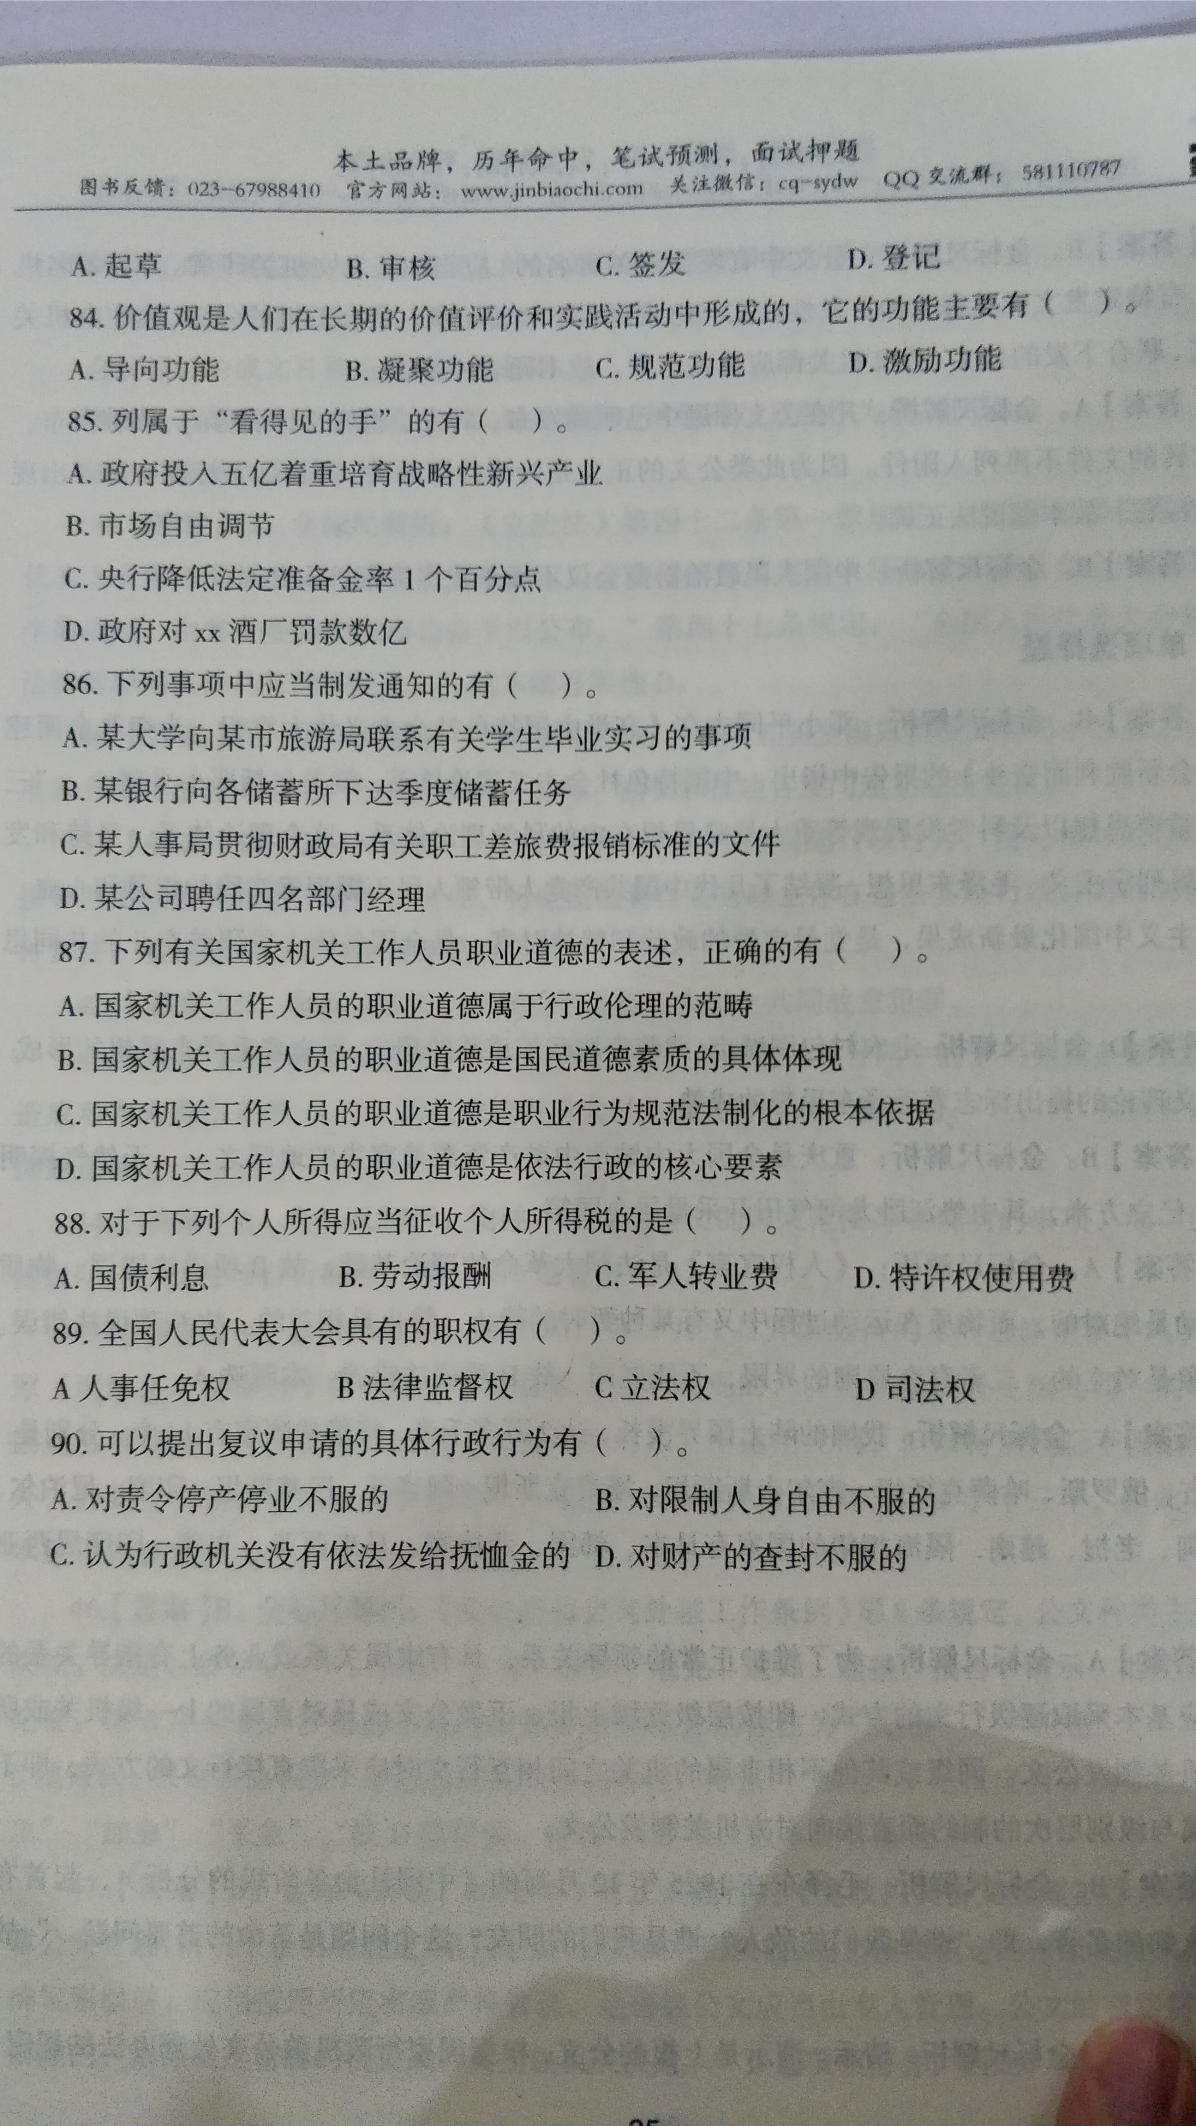 本土品牌，历年命中，笔试预测，面试押题
图书反馈：023-67988410 官方网站：www.jinbiaochi.com 关注微信：cq-sydw QQ交流群：581110787
A. 起草 B. 审核 C. 签发 D. 登记
84. 价值观是人们在长期的价值评价和实践活动中形成的，它的功能主要有（ ）。
A. 导向功能 B. 凝聚功能 C. 规范功能 D. 激励功能
85. 列属于“看得见的手”的有（ ）。
A. 政府投入五亿着重培育战略性新兴产业
B. 市场自由调节
C. 央行降低法定准备金率 1 个百分点
D. 政府对 xx 酒厂罚款数亿
86. 下列事项中应当制发通知的有（ ）。
A. 某大学向某市旅游局联系有关学生毕业实习的事项
B. 某银行向各储蓄所下达季度储蓄任务
C. 某人事局贯彻财政局有关职工差旅费报销标准的文件
D. 某公司聘任四名部门经理
87. 下列有关国家机关工作人员职业道德的表述，正确的有（ ）。
A. 国家机关工作人员的职业道德属于行政伦理的范畴
B. 国家机关工作人员的职业道德是国民道德素质的具体体现
C. 国家机关工作人员的职业道德是职业行为规范法制化的根本依据
D. 国家机关工作人员的职业道德是依法行政的核心要素
88. 对于下列个人所得应当征收个人所得税的是（ ）。
A. 国债利息 B. 劳动报酬 C. 军人转业费 D. 特许权使用费
89. 全国人民代表大会具有的职权有（ ）。
A 人事任免权 B 法律监督权 C 立法权 D 司法权
90. 可以提出复议申请的具体行政行为有（ ）。
A. 对责令停产停业不服的 B. 对限制人身自由不服的
C. 认为行政机关没有依法发给抚恤金的 D. 对财产的查封不服的